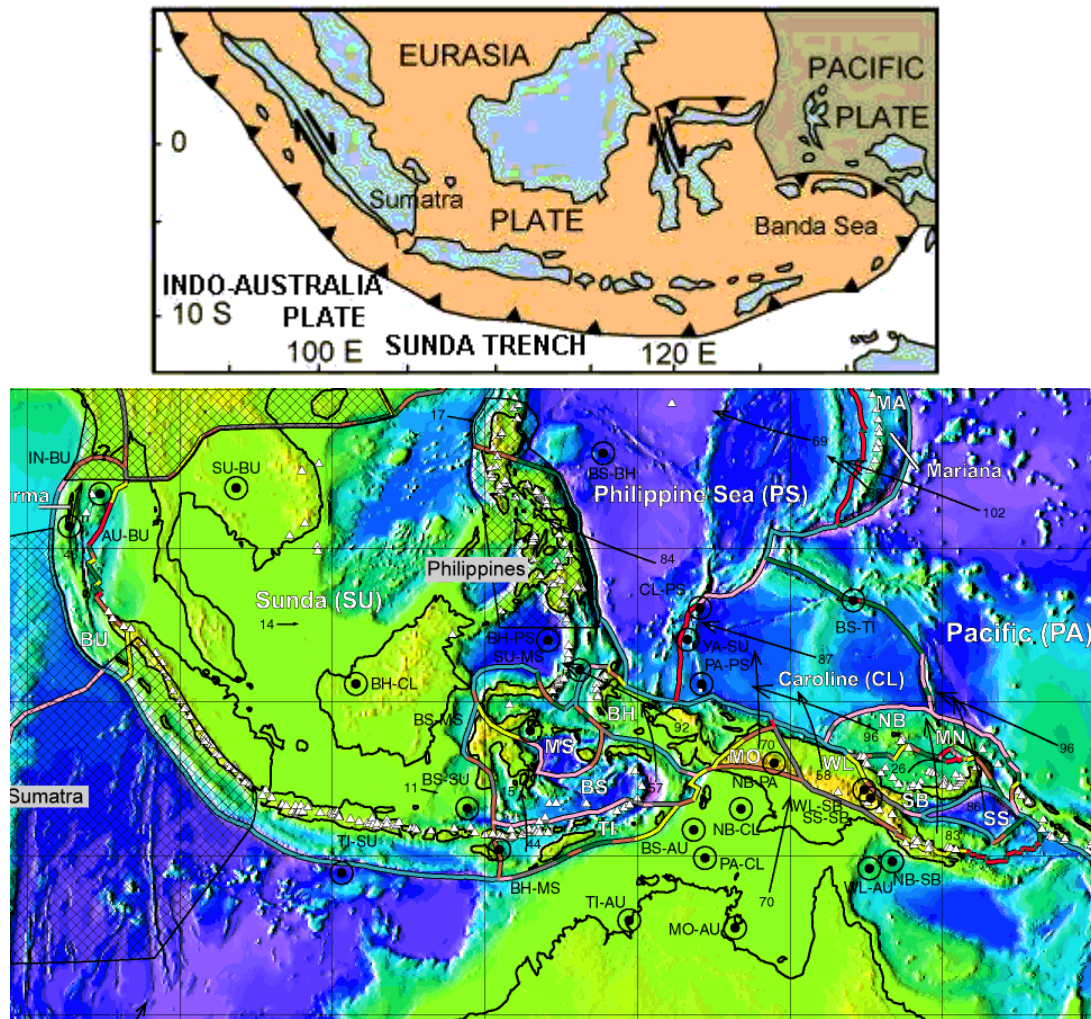 EURASIA
PACIFIC
PLATE
0
Sumatra
PLATE
Banda Sea
INDO-AUSTRALIA
PLATE
10 S
100 E
SUNDA TRENCH
120 E
17
MA
IN-BU
SU-BU
BS-BH
69
Mariana
Philippine Sea (PS)
rma
102
AU-BU
84
Philippines
CL-PS
Sunda (SU)
14
BH-PS
BS-TI
Pacific (PA)
BU
SU-MS
YA-SU
PA-PS
87
BH-CL
Caroline (CL)
BS-MS
BH
92
NB
96
MN
MS
MO
70
WL
96
BS-SU
BS
NB-PA
58
26
11
5
57
SB
86
SS
Sumatra
WL-SB
SS-SB
TI
NB-CL
83
TI-SU
44
BS-AU
PA-CL
BH-MS
WL-AU
NB-SB
TI-AU
70
MO-AU